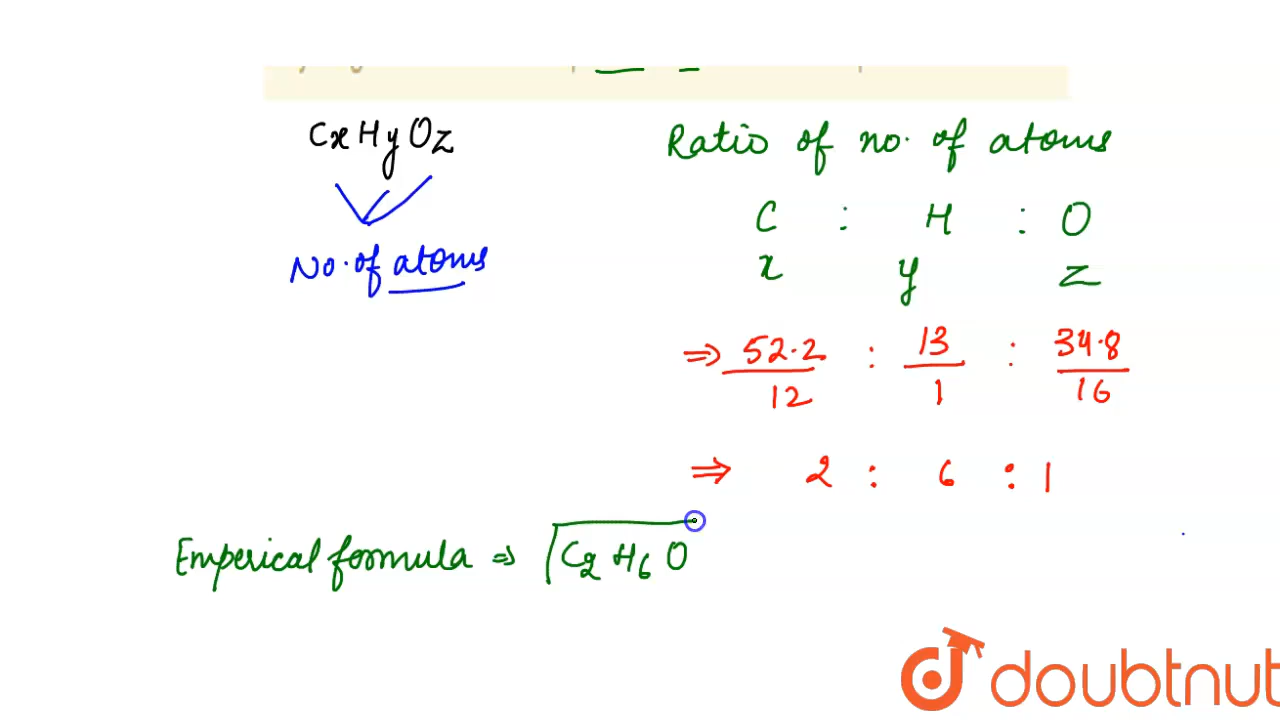 CxHyOz
No. of atoms
Ratio of no. of atoms
C : H : O
x y z
⇒ 52.2/12 : 13/1 : 34.8/16
⇒ 2 : 6 : 1
Emperical formula ⇒ C2H6O
doubtnut